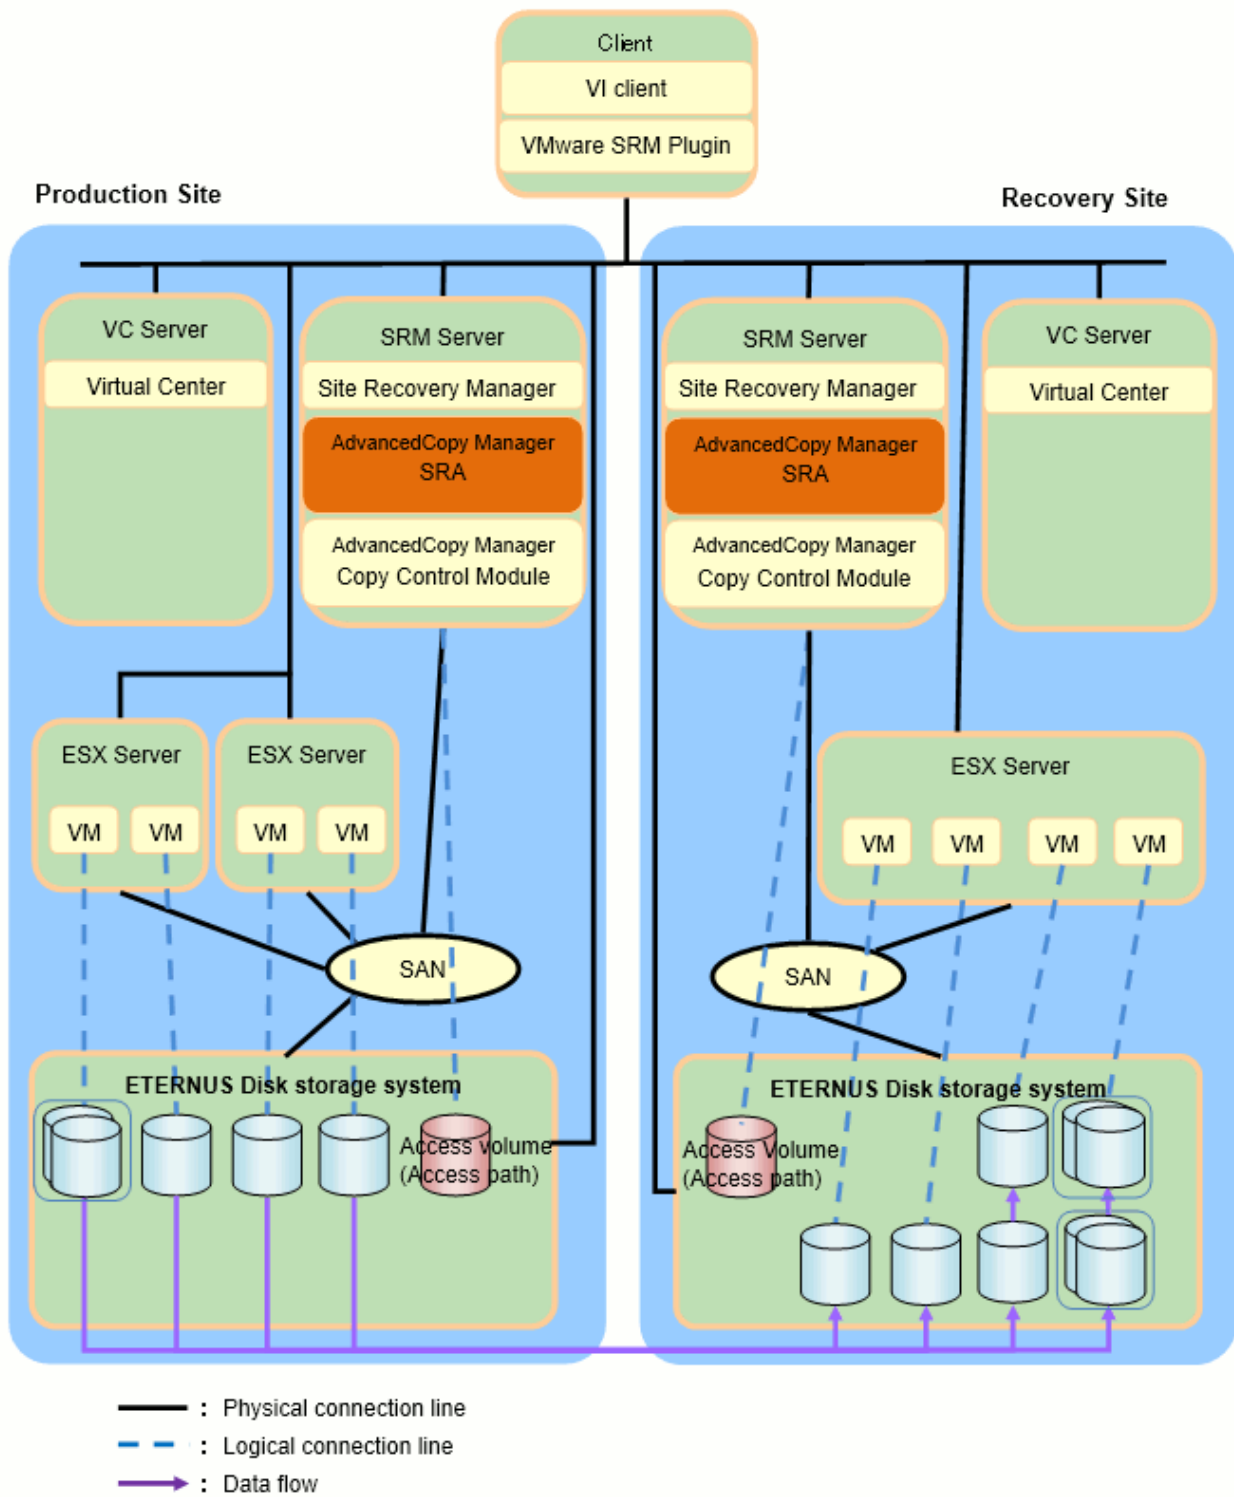 Client
VI client
VMware SRM Plugin
Production Site
Recovery Site
VC Server
Virtual Center
SRM Server
Site Recovery Manager
AdvancedCopy Manager
SRA
AdvancedCopy Manager
Copy Control Module
SRM Server
Site Recovery Manager
AdvancedCopy Manager
SRA
AdvancedCopy Manager
Copy Control Module
VC Server
Virtual Center
ESX Server
VM
VM
ESX Server
VM
VM
ESX Server
VM
VM
VM
VM
SAN
SAN
ETERNUS Disk storage system
Access volume
(Access path)
ETERNUS Disk storage system
Access Volume
(Access path)
: Physical connection line
: Logical connection line
: Data flow